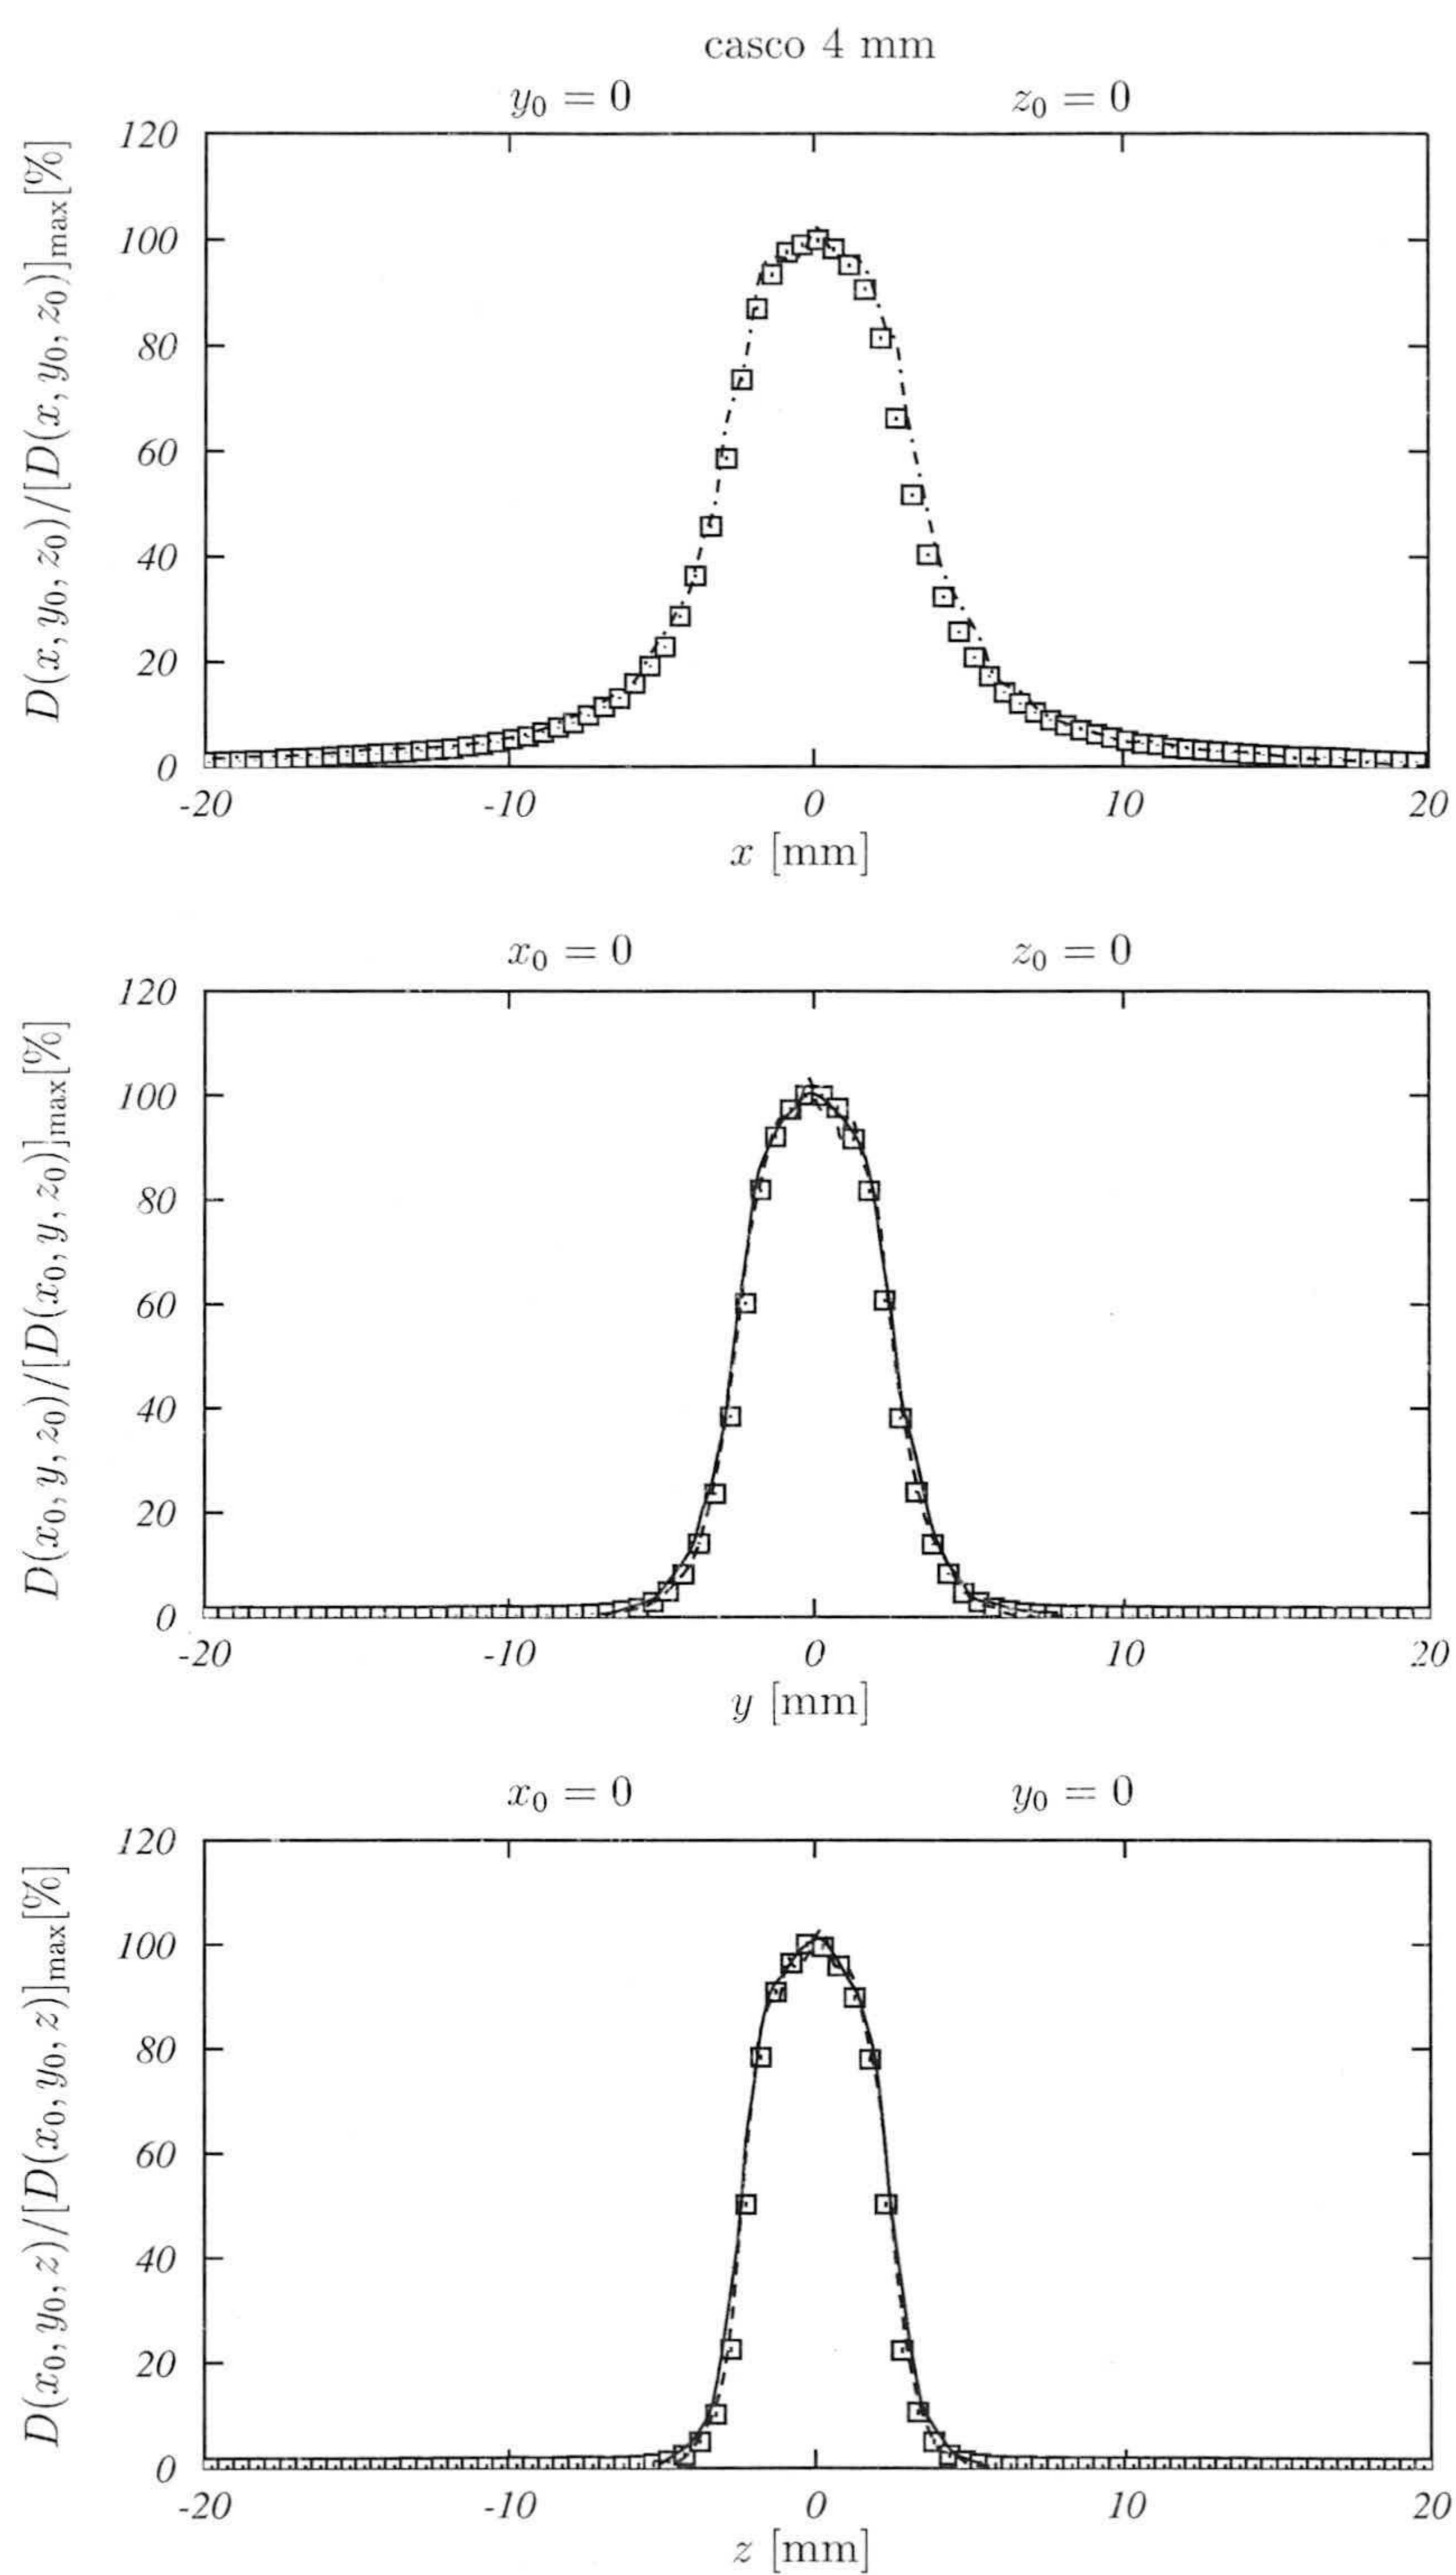 casco 4 mm
y₀ = 0 z₀ = 0
D(x, y₀, z₀)/[D(x, y₀, z₀)]max[%]
120
100
80
60
40
20
0
-20 -10 0 10 20
x [mm]
x₀ = 0 z₀ = 0
D(x₀, y, z₀)/[D(x₀, y, z₀)]max[%]
120
100
80
60
40
20
0
-20 -10 0 10 20
y [mm]
x₀ = 0 y₀ = 0
D(x₀, y₀, z)/[D(x₀, y₀, z)]max[%]
120
100
80
60
40
20
0
-20 -10 0 10 20
z [mm]